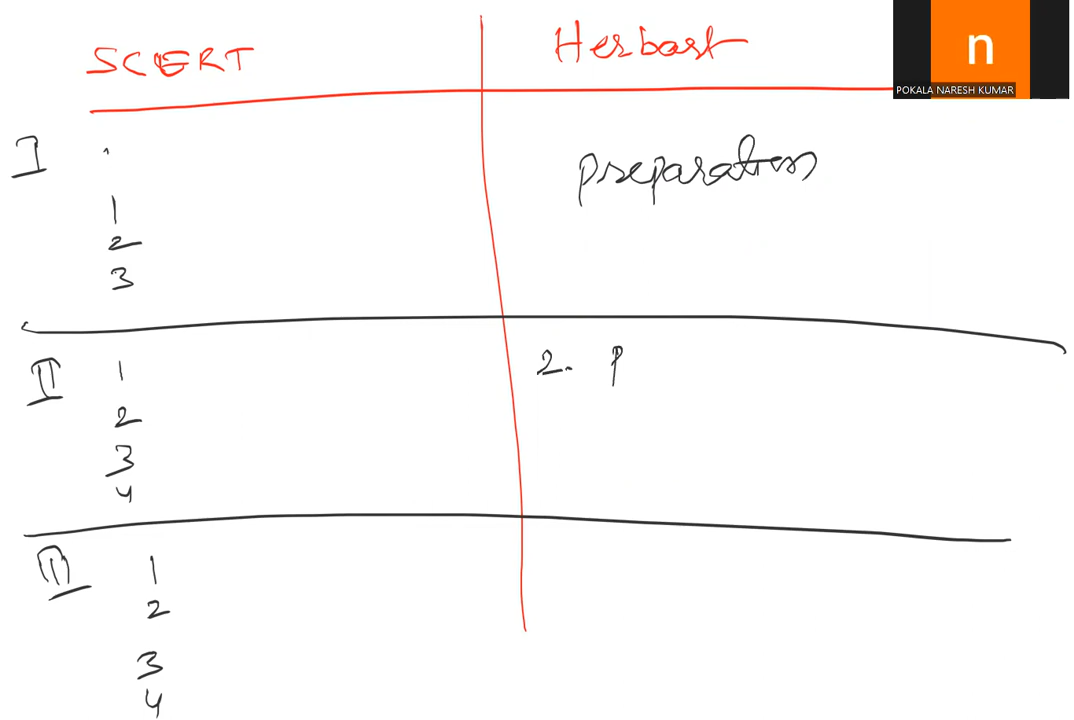 SCERT Herbart
n
POKALA NARESH KUMAR
I
preparation
1
2
3
II 1 2. P
2
3
4
III 1
2
3
4